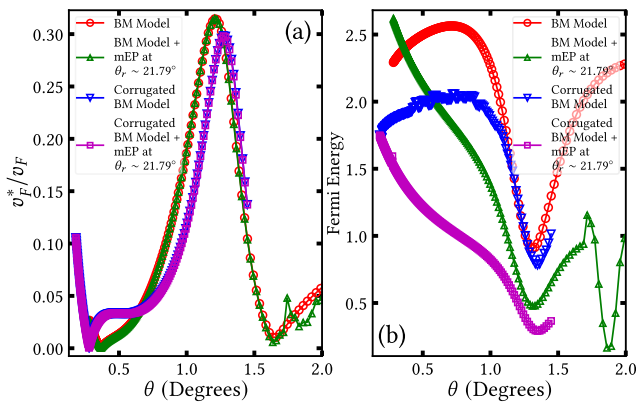 (a)
BM Model
BM Model +
mEP at
θr ~ 21.79°
Corrugated
BM Model
Corrugated
BM Model +
mEP at
θr ~ 21.79°
v*F/vF
0.30
0.25
0.20
0.15
0.10
0.05
0.00
0.5
1.0
1.5
2.0
θ (Degrees)
(b)
BM Model
BM Model +
mEP at
θr ~ 21.79°
Corrugated
BM Model
Corrugated
BM Model +
mEP at
θr ~ 21.79°
Fermi Energy
2.5
2.0
1.5
1.0
0.5
0.5
1.0
1.5
2.0
θ (Degrees)